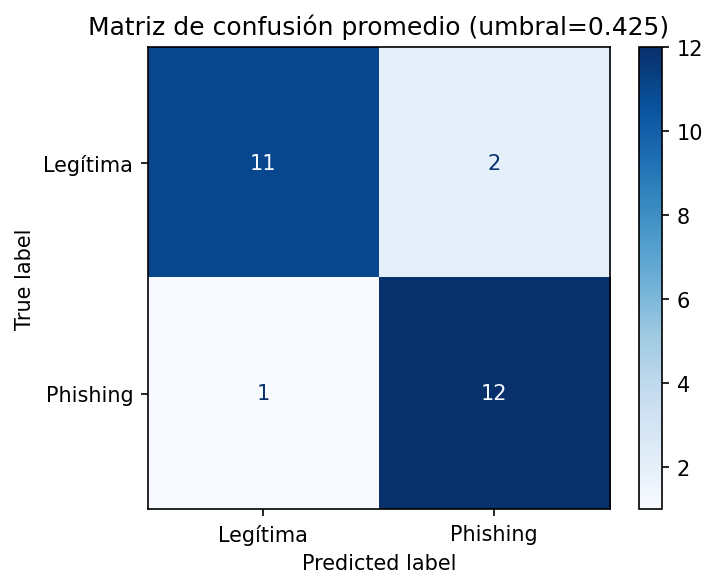 Matriz de confusión promedio (umbral=0.425)
Legítima
11
2
Phishing
1
12
Legítima
Phishing
Predicted label
True label
12
10
8
6
4
2